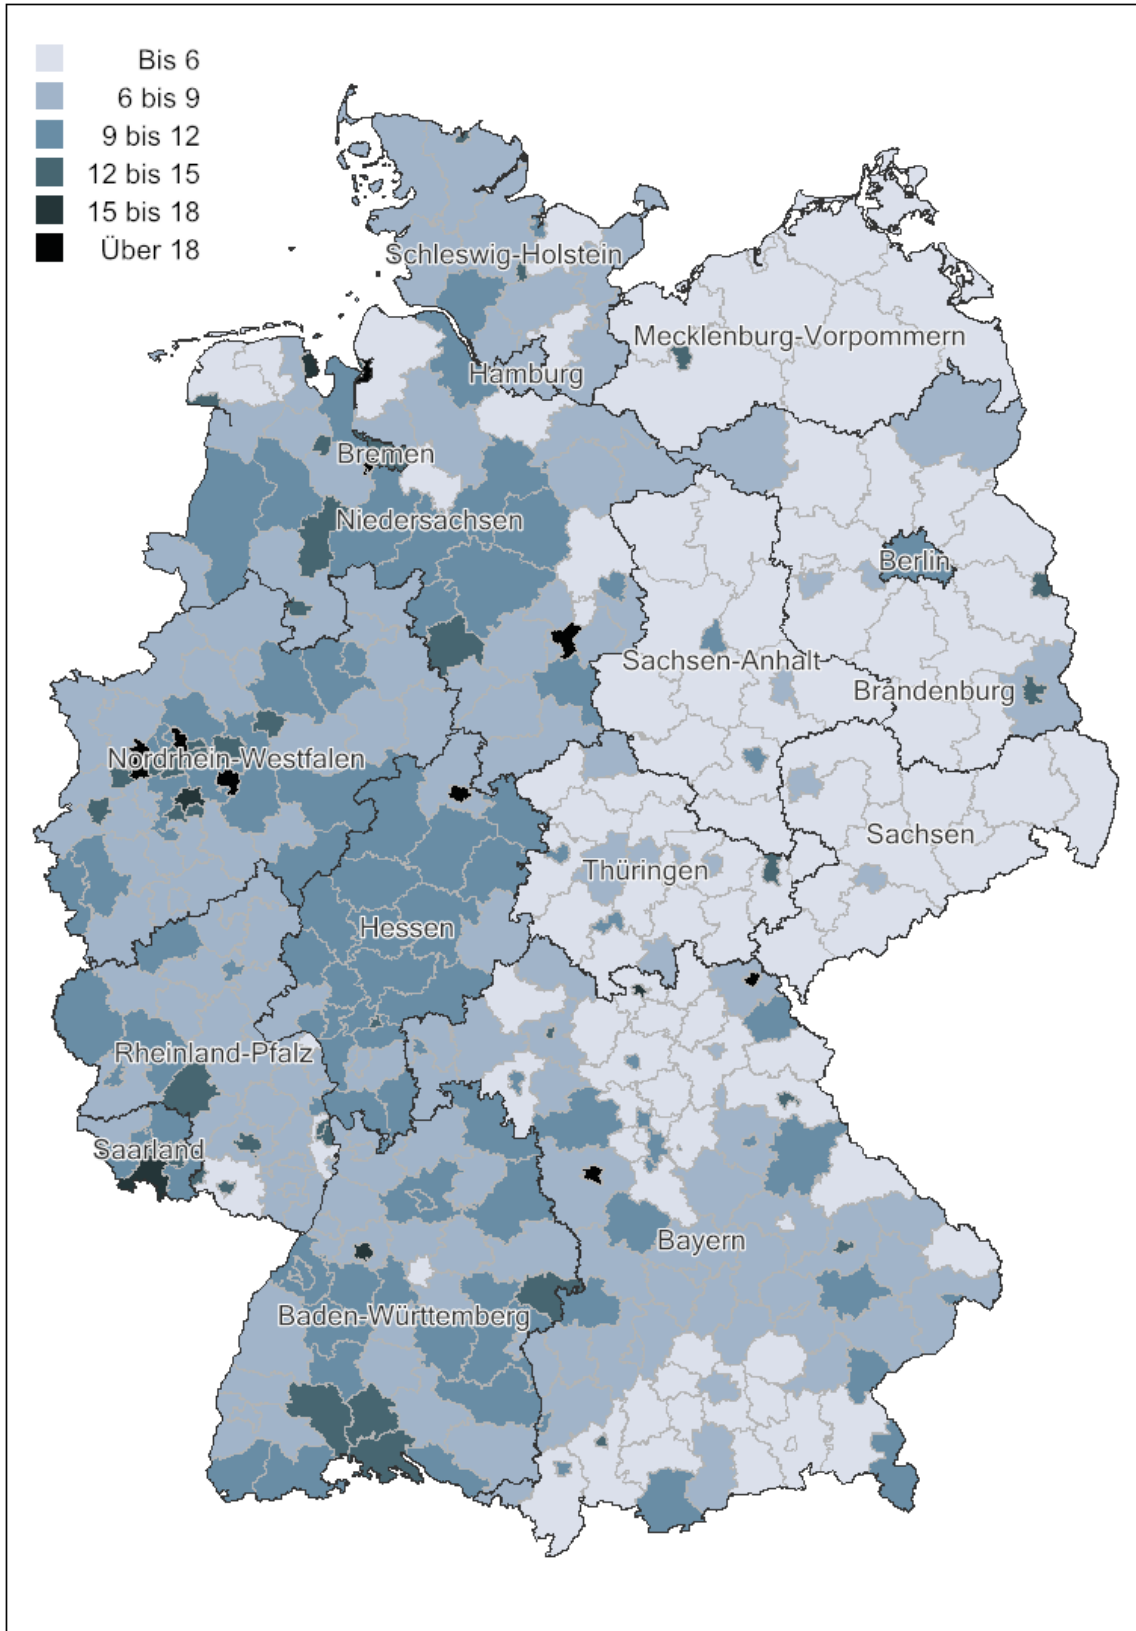 Bis 6
6 bis 9
9 bis 12
12 bis 15
15 bis 18
Über 18
Schleswig-Holstein
Mecklenburg-Vorpommern
Hamburg
Bremen
Niedersachsen
Berlin
Sachsen-Anhalt
Brandenburg
Nordrhein-Westfalen
Sachsen
Thüringen
Hessen
Rheinland-Pfalz
Saarland
Bayern
Baden-Württemberg